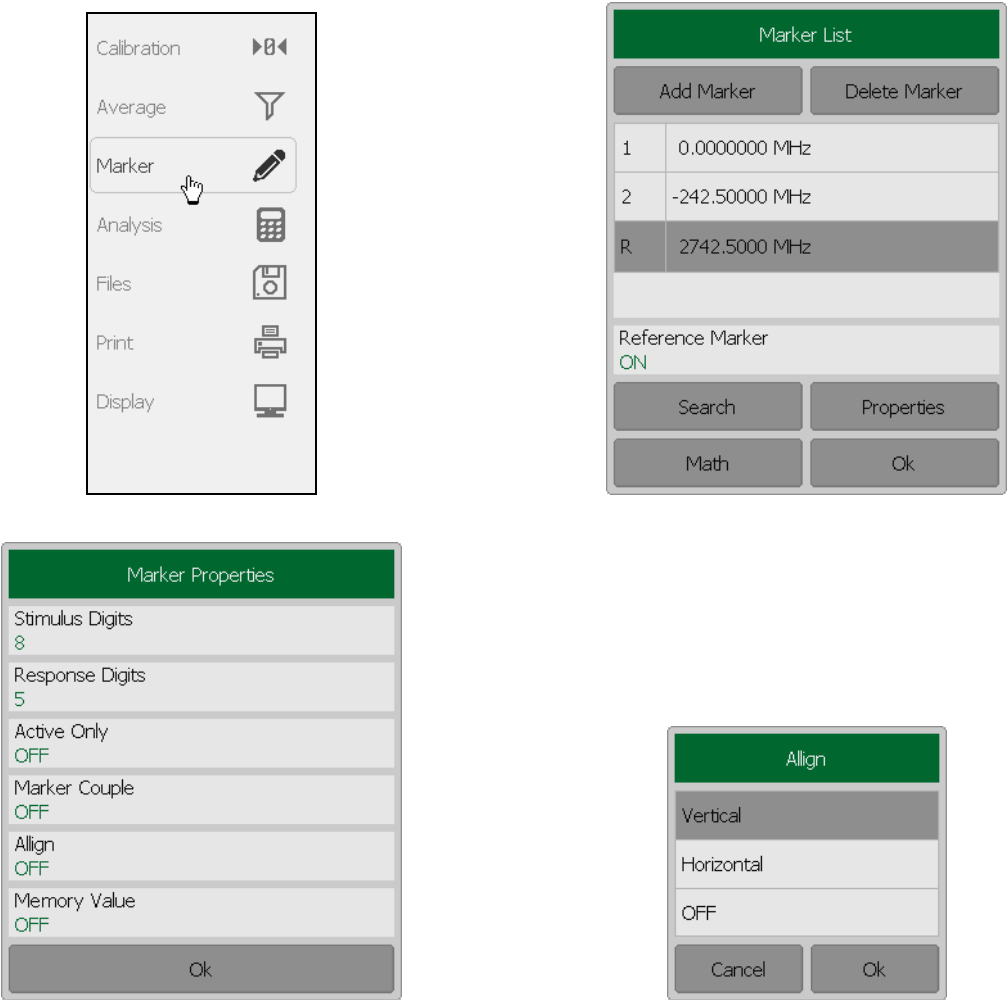 Calibration
Average
Marker
Analysis
Files
Print
Display
Marker List
Add Marker Delete Marker
1 0.0000000 MHz
2 -242.50000 MHz
R 2742.5000 MHz
Reference Marker
ON
Search Properties
Math Ok
Marker Properties
Stimulus Digits
8
Response Digits
5
Active Only
OFF
Marker Couple
OFF
Allign
OFF
Memory Value
OFF
Ok
Allign
Vertical
Horizontal
OFF
Cancel Ok